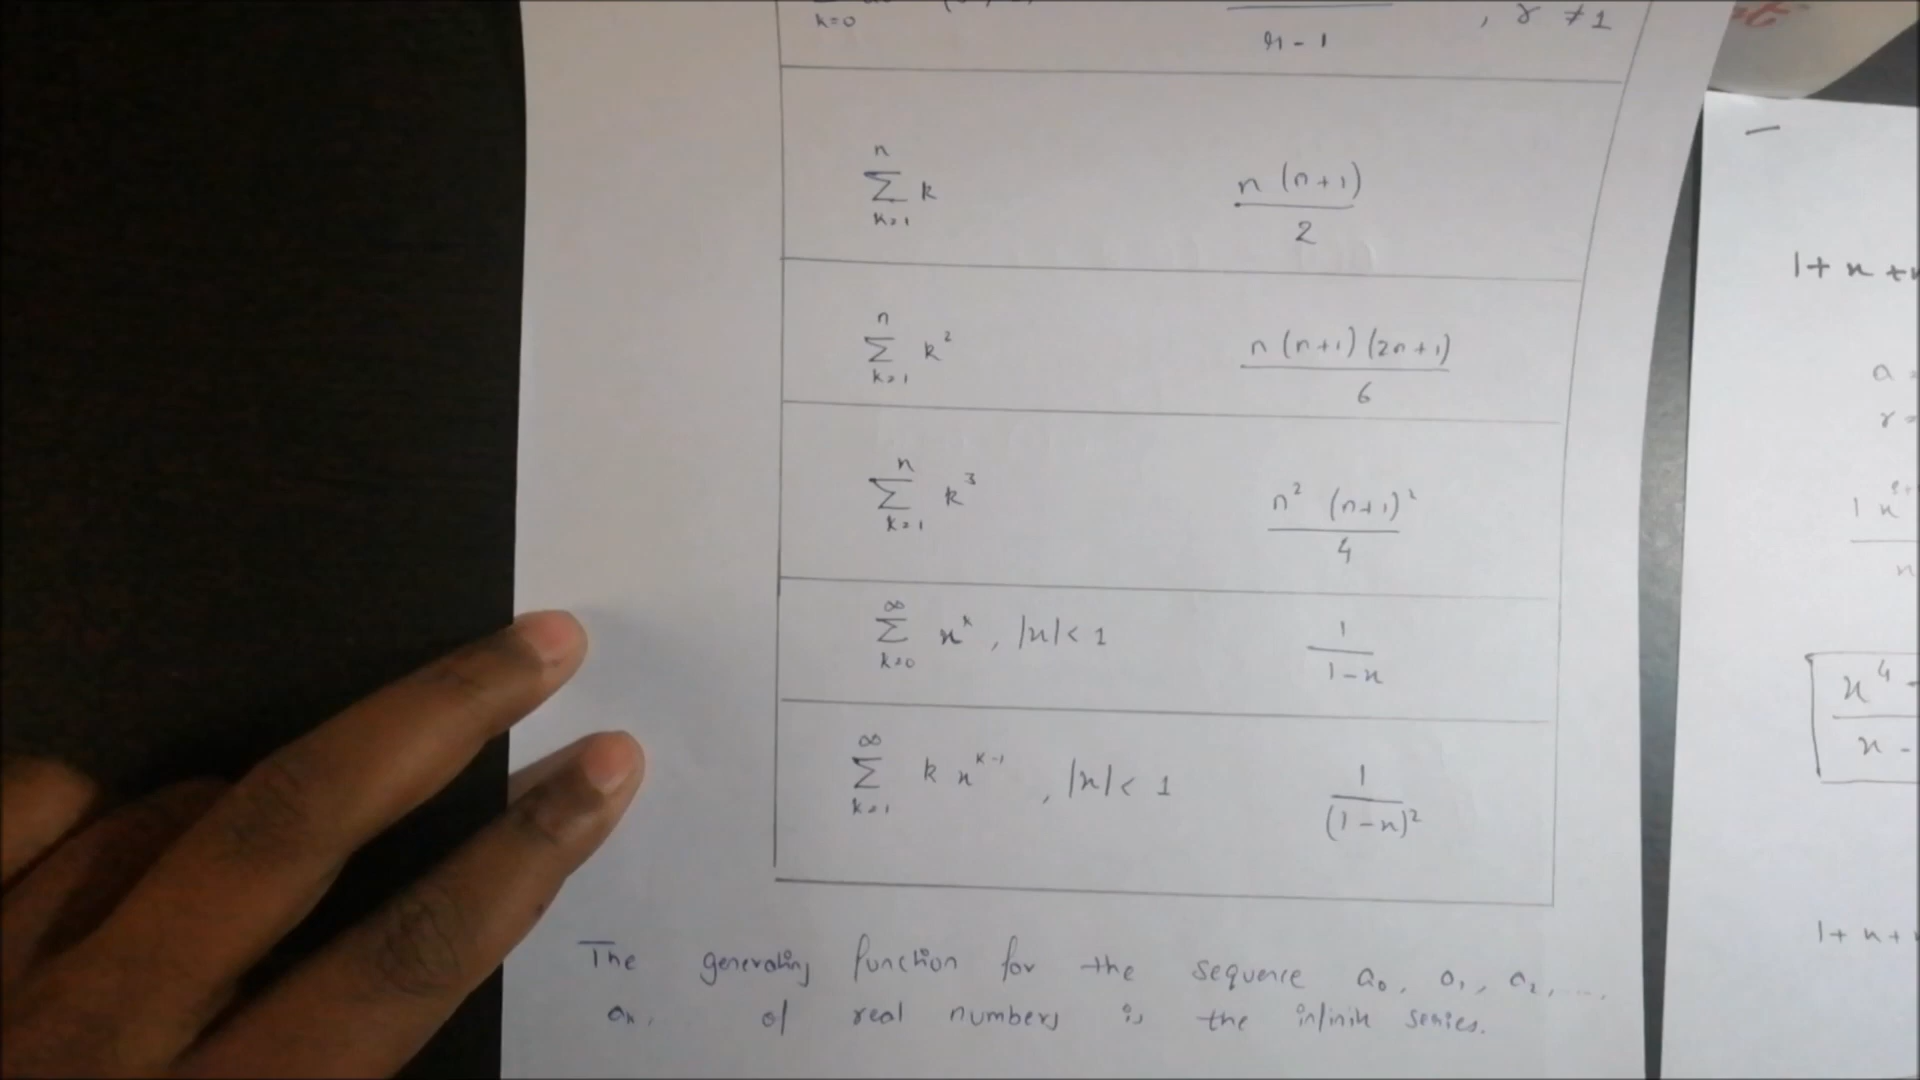 k=0
r - 1 , r ≠ 1
n
∑ k
k=1
n (n+1)
2
n
∑ k²
k=1
n (n+1) (2n+1)
6
n
∑ k³
k=1
n² (n+1)²
4
∞
∑ x^k , |x| < 1
k=0
1
1-x
∞
∑ k x^(k-1) , |x| < 1
k=1
1
(1-x)²
The generating function for the sequence a₀, a₁, a₂, ....
of real numbers is the infinite series.
1 + x +
a =
r =
x⁴ -
x -
1 + x +